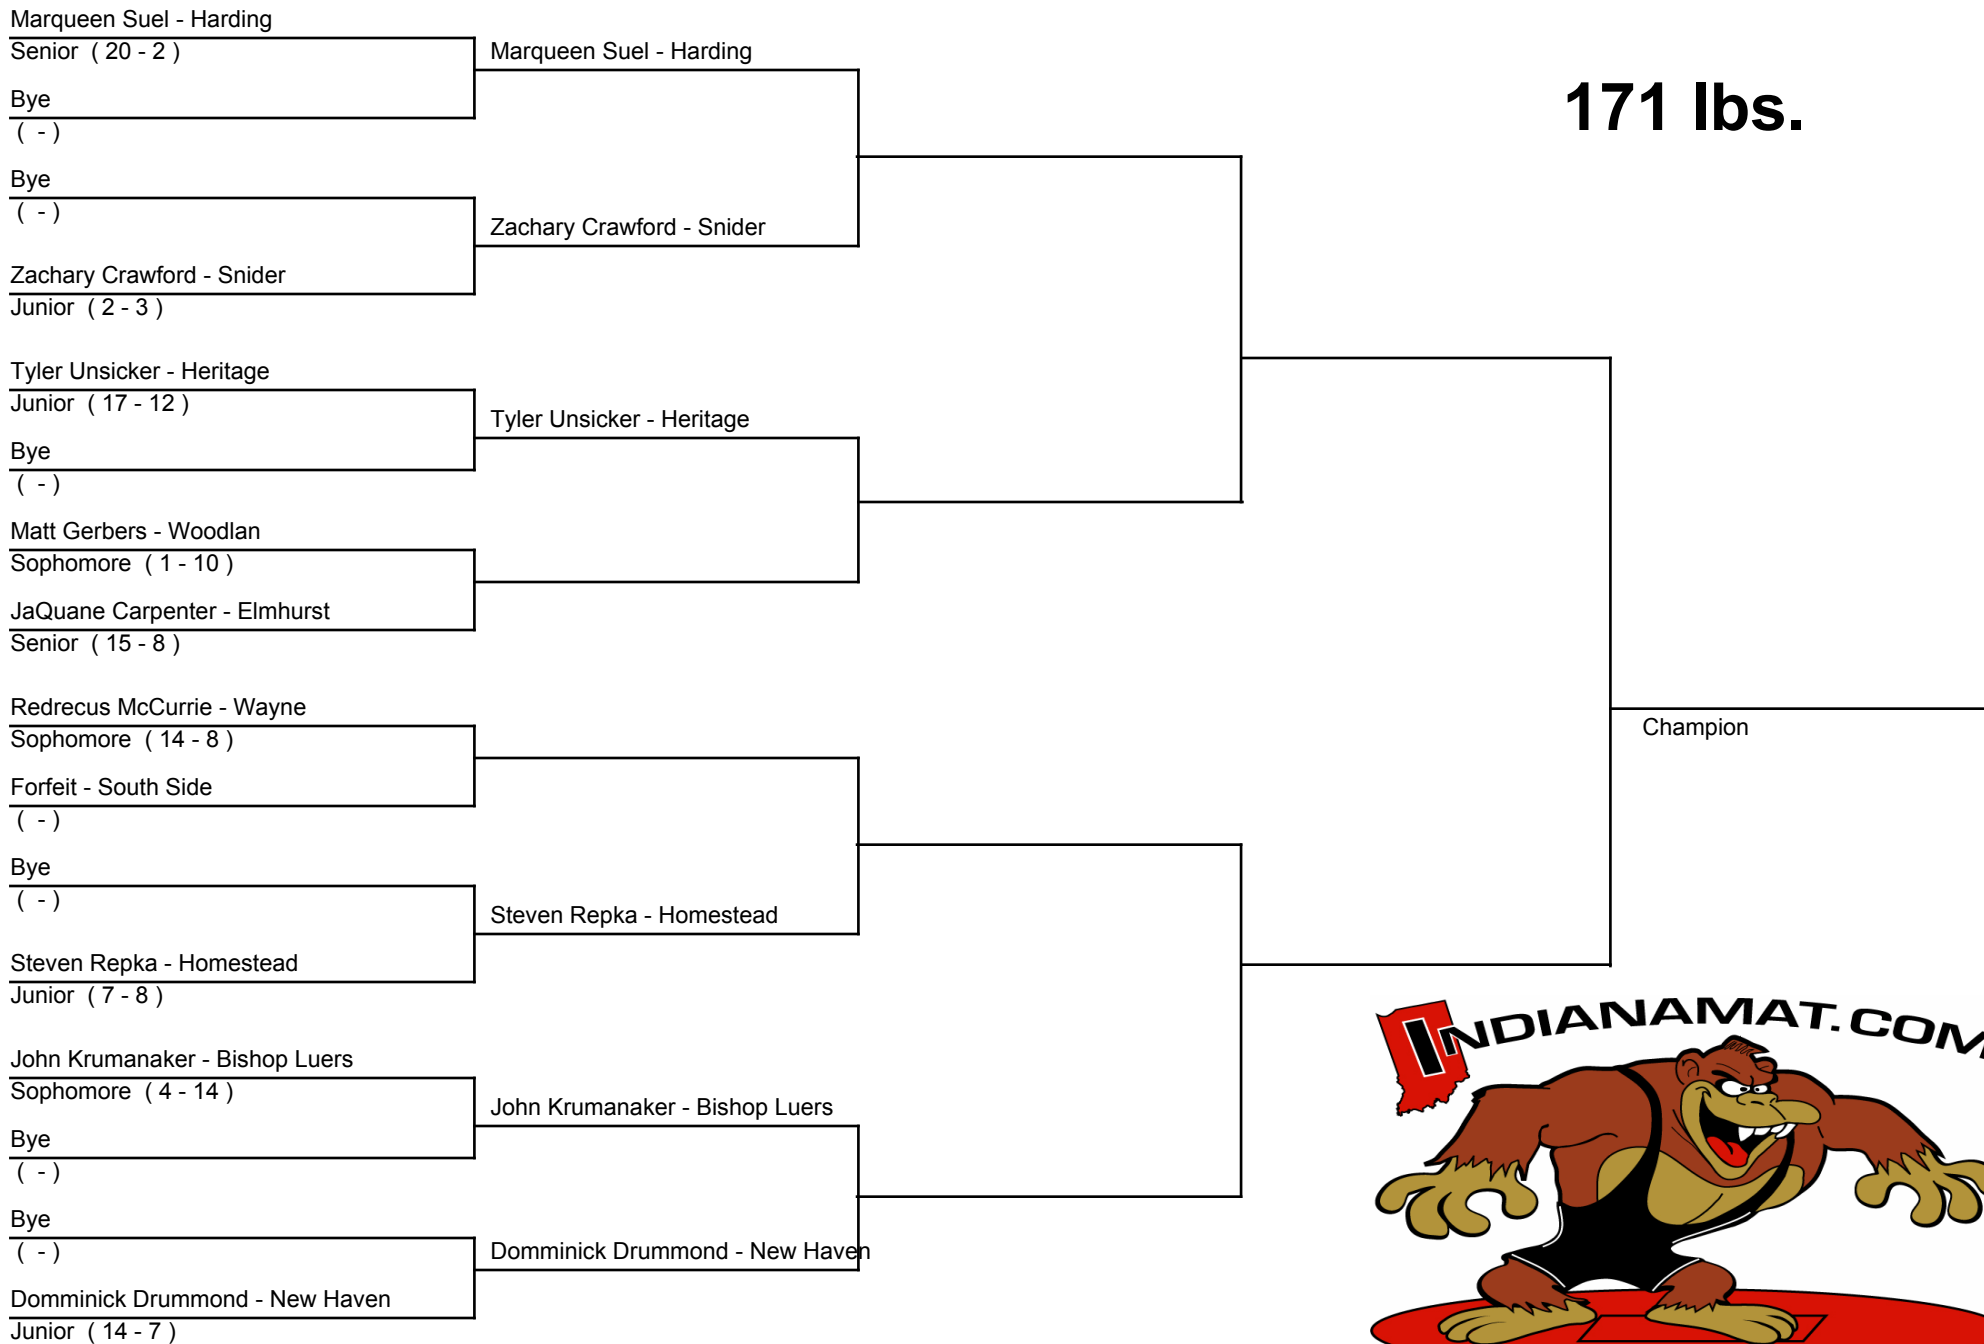 Marqueen Suel - Harding
Senior ( 20 - 2 )
Bye
( - )
Bye
( - )
Zachary Crawford - Snider
Junior ( 2 - 3 )
Tyler Unsicker - Heritage
Junior ( 17 - 12 )
Bye
( - )
Matt Gerbers - Woodlan
Sophomore ( 1 - 10 )
JaQuane Carpenter - Elmhurst
Senior ( 15 - 8 )
Redrecus McCurrie - Wayne
Sophomore ( 14 - 8 )
Forfeit - South Side
( - )
Bye
( - )
Steven Repka - Homestead
Junior ( 7 - 8 )
John Krumanaker - Bishop Luers
Sophomore ( 4 - 14 )
Bye
( - )
Bye
( - )
Domminick Drummond - New Haven
Junior ( 14 - 7 )
Marqueen Suel - Harding
Zachary Crawford - Snider
Tyler Unsicker - Heritage
Steven Repka - Homestead
John Krumanaker - Bishop Luers
Domminick Drummond - New Haven
171 lbs.
Champion
INDIANAMAT.COM